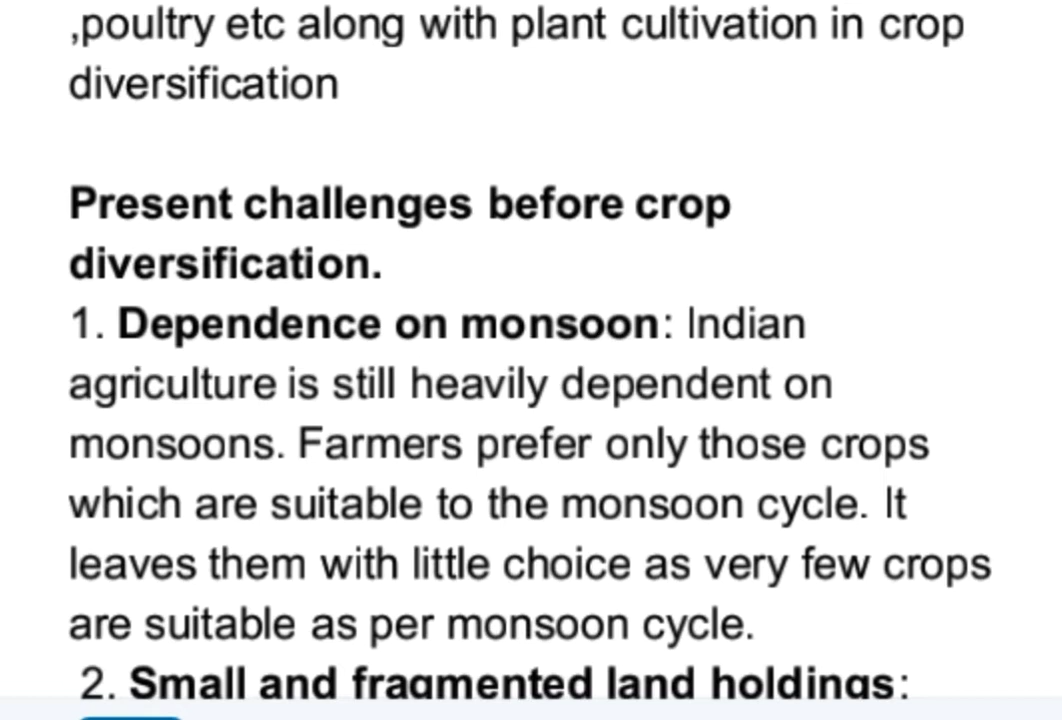 ,poultry etc along with plant cultivation in crop
diversification
Present challenges before crop
diversification.
1. Dependence on monsoon: Indian
agriculture is still heavily dependent on
monsoons. Farmers prefer only those crops
which are suitable to the monsoon cycle. It
leaves them with little choice as very few crops
are suitable as per monsoon cycle.
2. Small and fragmented land holdings: